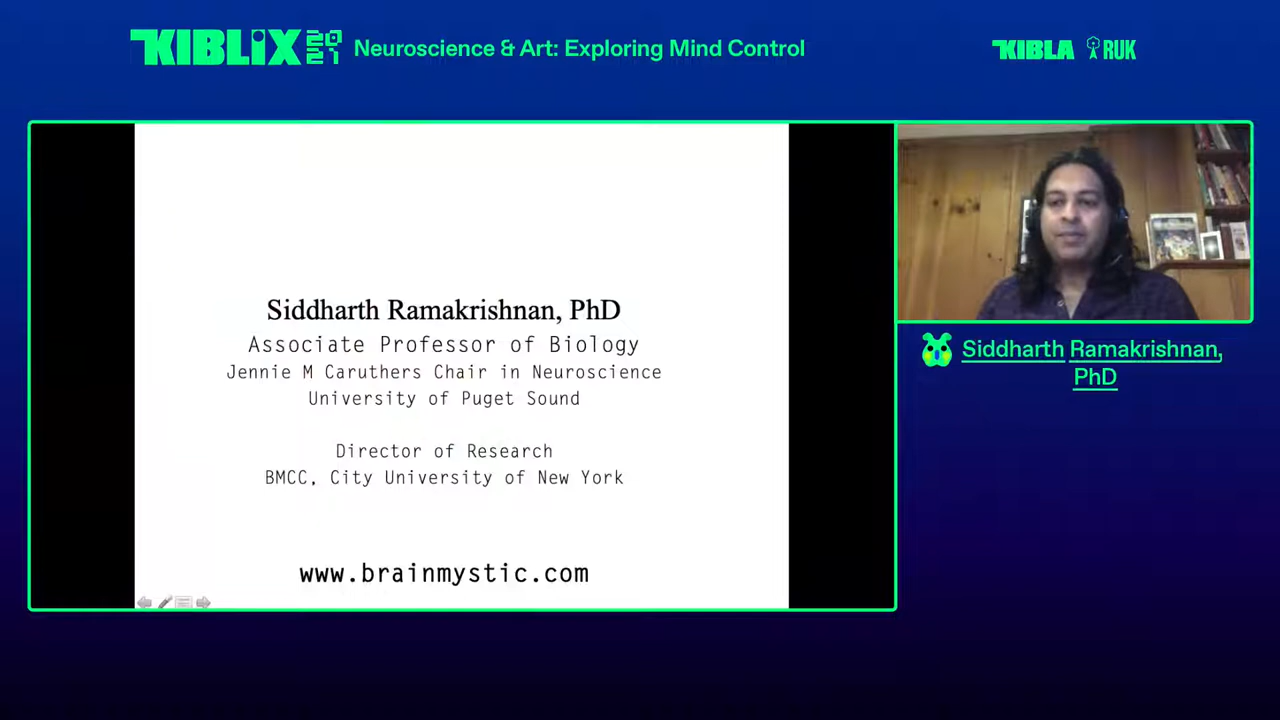 KIBLIX 2021
Neuroscience & Art: Exploring Mind Control
KIBLA
RUK
Siddharth Ramakrishnan, PhD
Associate Professor of Biology
Jennie M Caruthers Chair in Neuroscience
University of Puget Sound
Director of Research
BMCC, City University of New York
www.brainmystic.com
Siddharth Ramakrishnan,
PhD